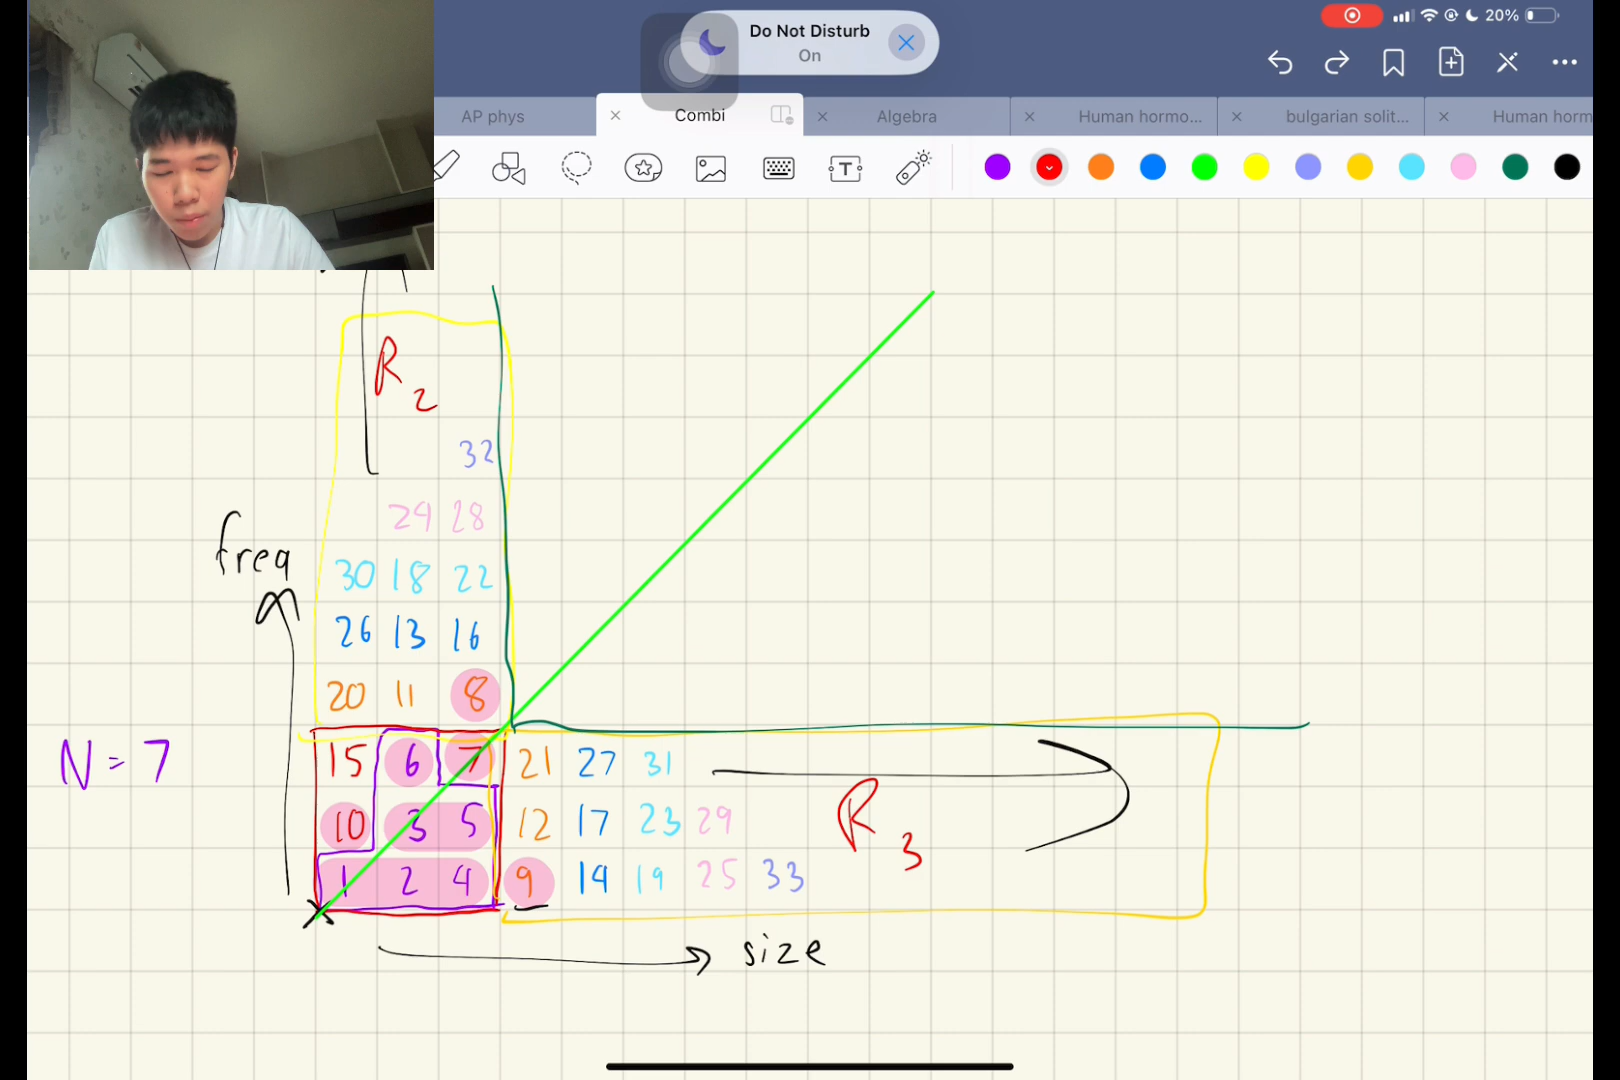 Do Not Disturb
On
20%
AP phys
Combi
Algebra
Human hormo...
bulgarian solit...
Human horm
R2
32
24 28
freq
30 18 22
26 13 16
20 11 8
N = 7
15 6 7 21 27 31
10 3 5 12 17 23 29
R3
1 2 4 9 14 19 25 33
size